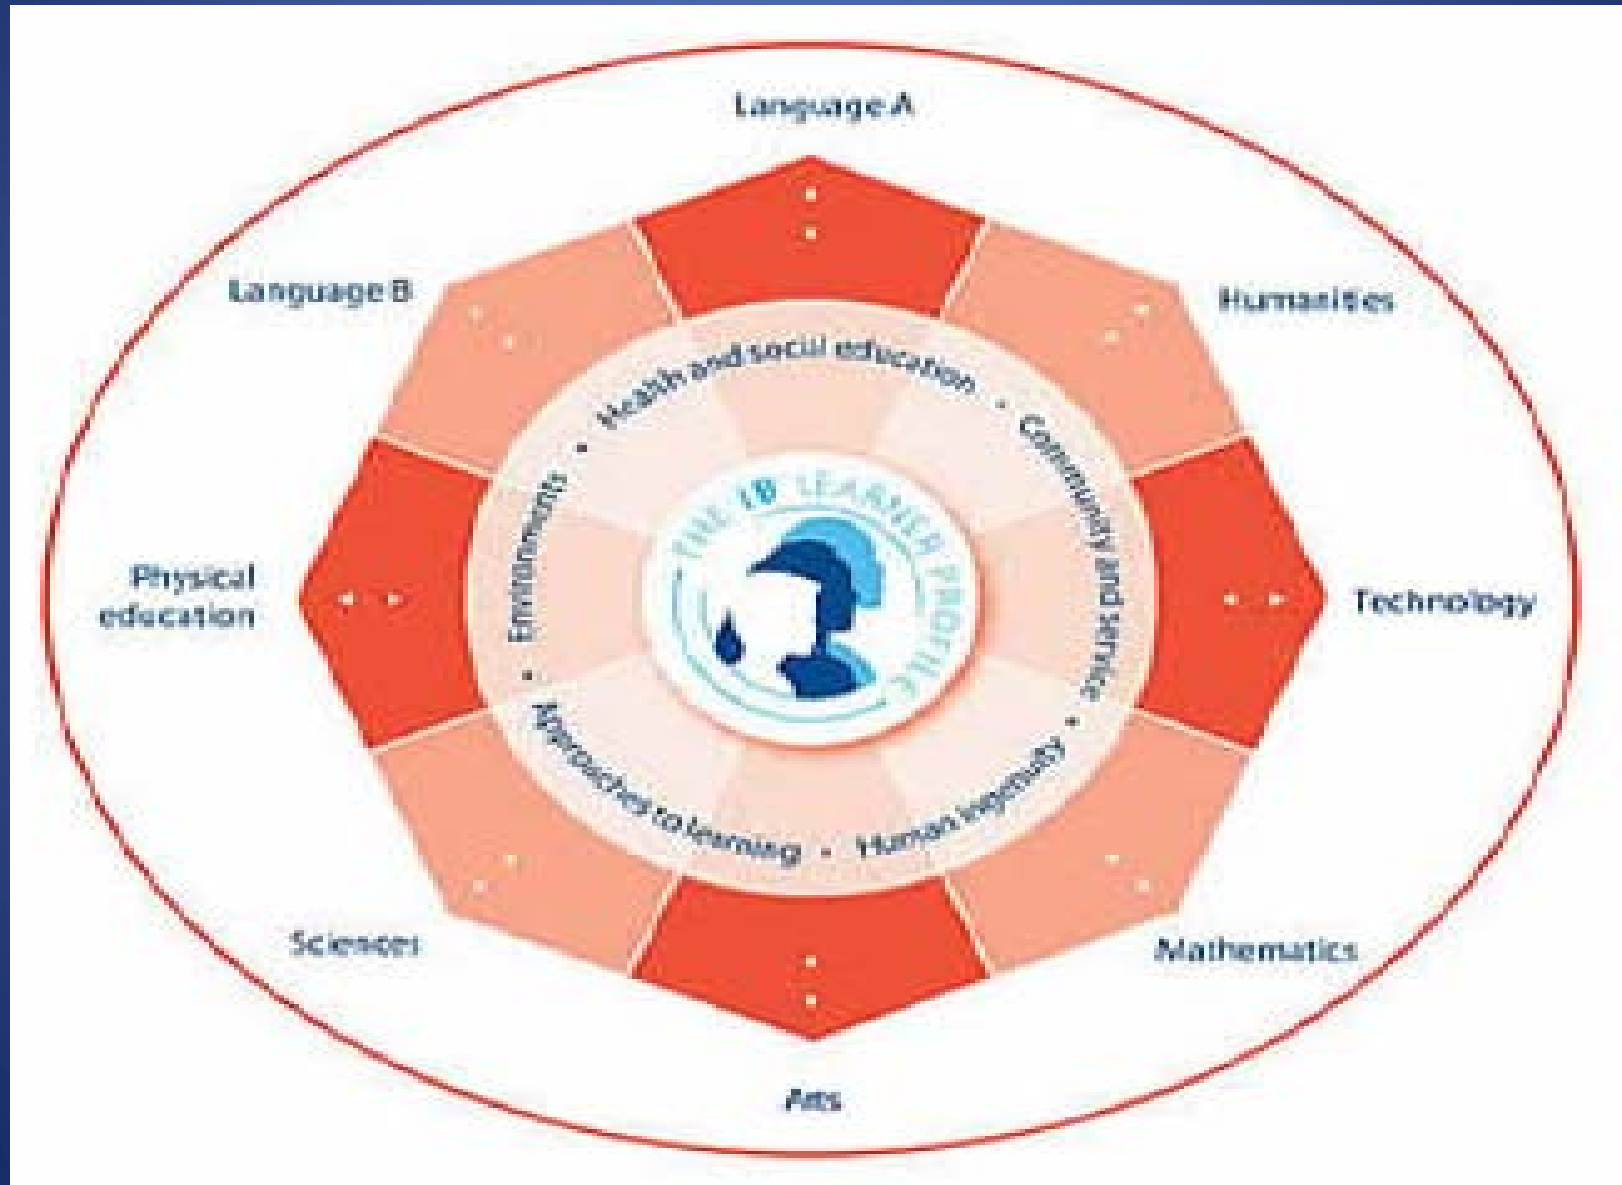 Language A
Language B
Humanities
Health and social education • Community and service • Human ingenuity • Approaches to learning • Environments •
THE IB LEARNER PROFILE
Physical
education
Technology
Sciences
Mathematics
Arts